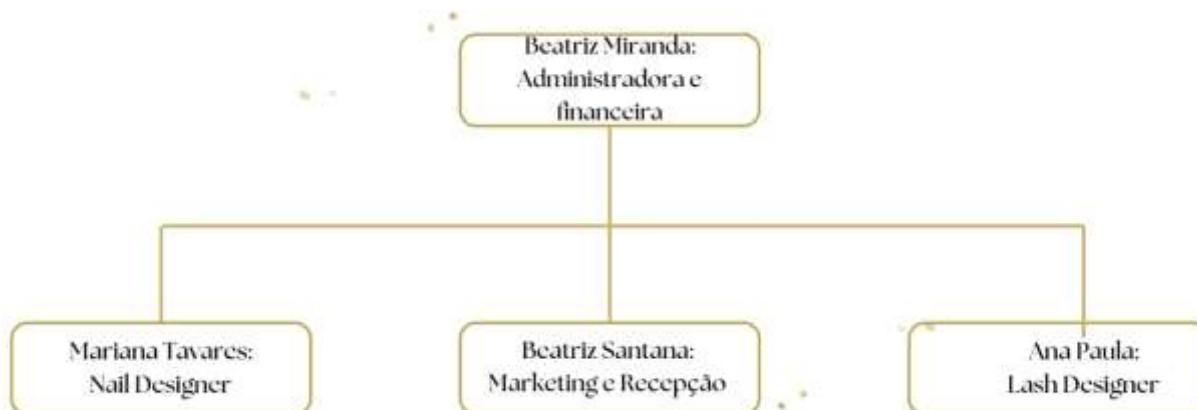 Beatriz Miranda:
Administradora e
financeira
Mariana Tavares:
Nail Designer
Beatriz Santana:
Marketing e Recepção
Ana Paula:
Lash Designer